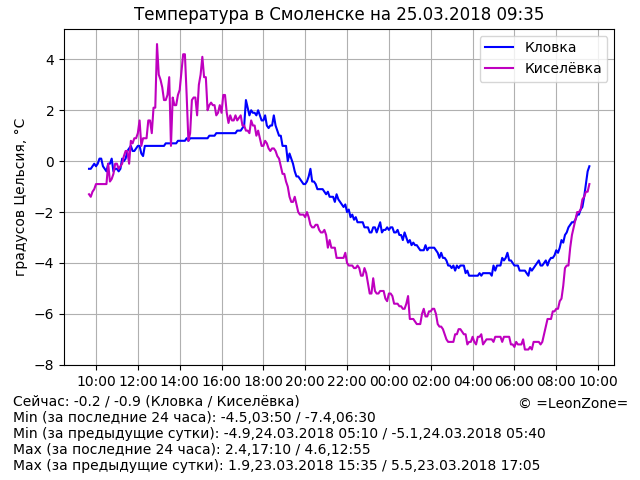 Температура в Смоленске на 25.03.2018 09:35
Кловка
Киселёвка
градусов Цельсия, °C
4
2
0
−2
−4
−6
−8
10:00 12:00 14:00 16:00 18:00 20:00 22:00 00:00 02:00 04:00 06:00 08:00 10:00
Сейчас: -0.2 / -0.9 (Кловка / Киселёвка)
© =LeonZone=
Min (за последние 24 часа): -4.5,03:50 / -7.4,06:30
Min (за предыдущие сутки): -4.9,24.03.2018 05:10 / -5.1,24.03.2018 05:40
Max (за последние 24 часа): 2.4,17:10 / 4.6,12:55
Max (за предыдущие сутки): 1.9,23.03.2018 15:35 / 5.5,23.03.2018 17:05